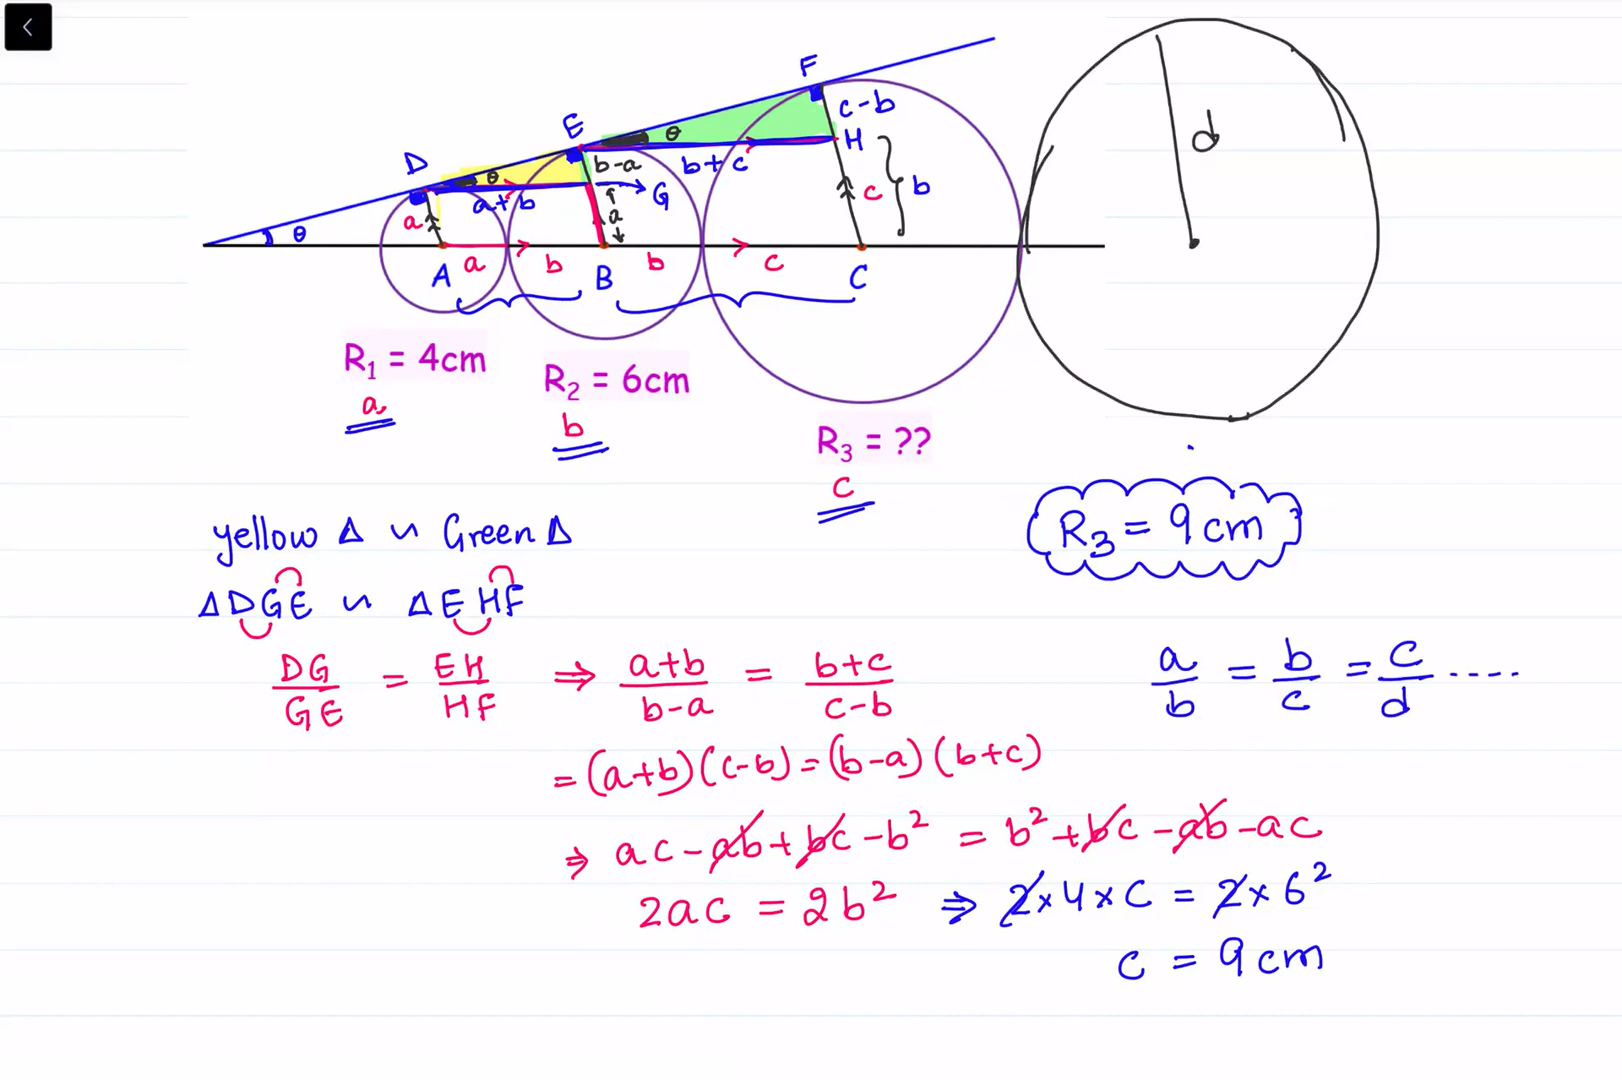 F
c-b
E
θ
H
D
b-a
b+c
θ
G
d
a+b
a
c
b
a
θ
A
a
b
B
b
c
C
R₁ = 4cm
a
R₂ = 6cm
b
R₃ = ??
c
R₃ = 9cm
yellow Δ ∽ Green Δ
ΔDGE ∽ ΔEHF
DG/GE = EH/HF ⇒ a+b/b-a = b+c/c-b
a/b = b/c = c/d ....
= (a+b)(c-b) = (b-a)(b+c)
⇒ ac-ab+bc-b² = b²+bc-ab-ac
2ac = 2b² ⇒ 2×4×c = 2×6²
c = 9cm